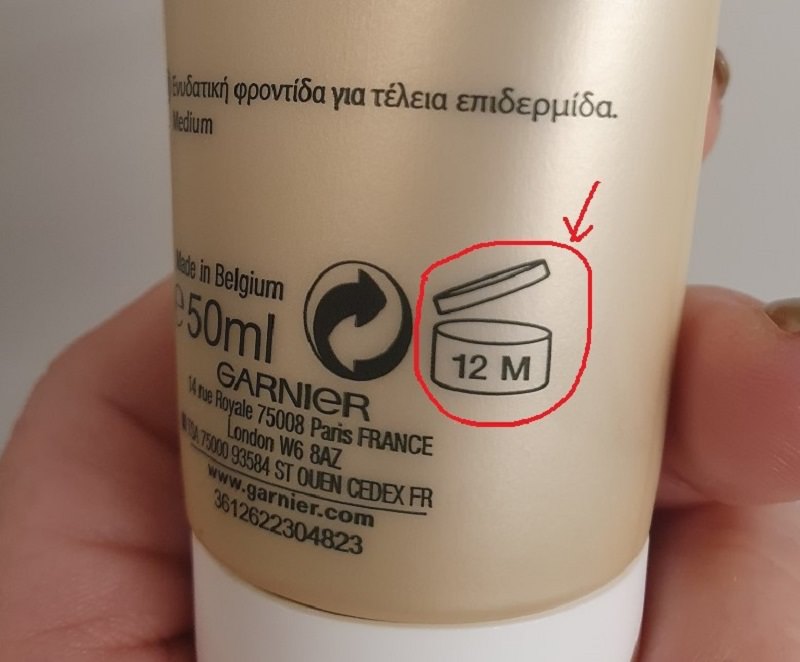 Ενυδατική φροντίδα για τέλεια επιδερμίδα.
Medium
Made in Belgium
e50ml
12 M
GARNIER
14 rue Royale 75008 Paris FRANCE
London W6 8AZ
75000 93584 ST OUEN CEDEX FR
www.garnier.com
3612622304823